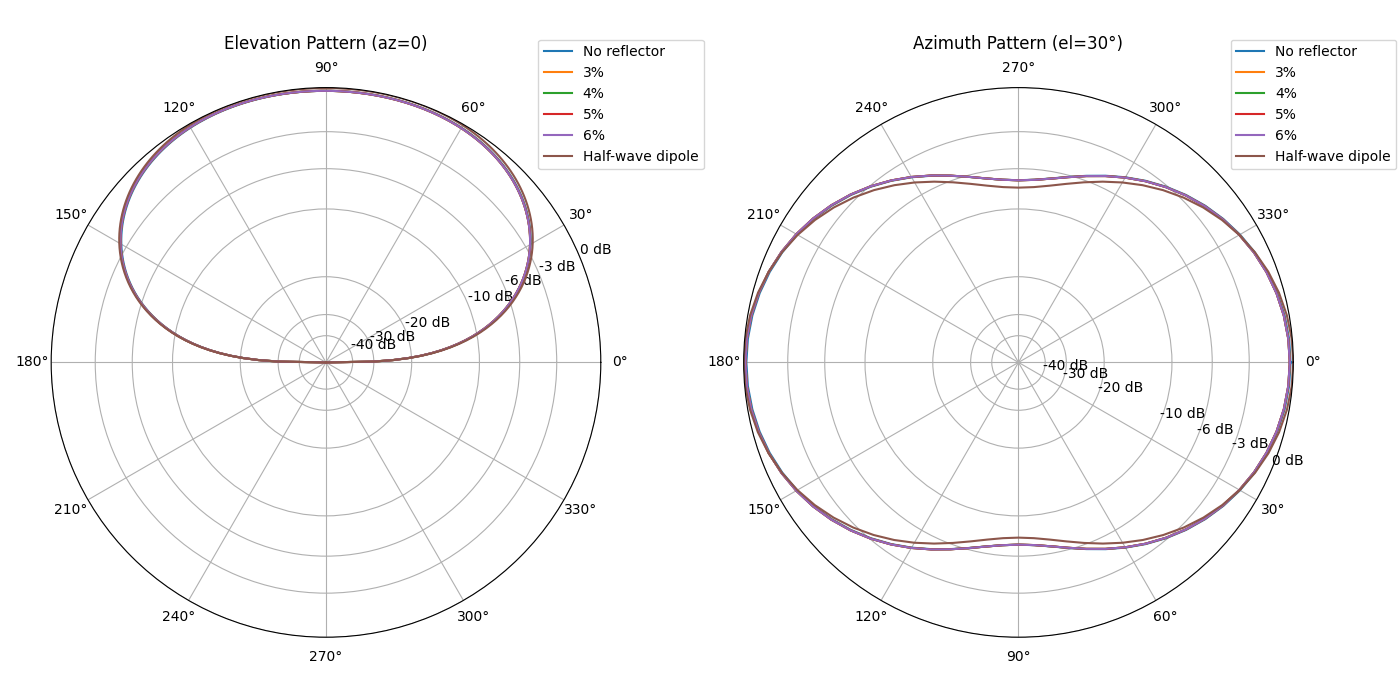 Elevation Pattern (az=0)
90°
120°
60°
150°
30°
180°
0°
210°
330°
240°
300°
270°
0 dB
-3 dB
-6 dB
-10 dB
-20 dB
-30 dB
-40 dB
No reflector
3%
4%
5%
6%
Half-wave dipole
Azimuth Pattern (el=30°)
270°
240°
300°
210°
330°
180°
0°
150°
30°
120°
60°
90°
-40 dB
-30 dB
-20 dB
-10 dB
-6 dB
-3 dB
0 dB
No reflector
3%
4%
5%
6%
Half-wave dipole